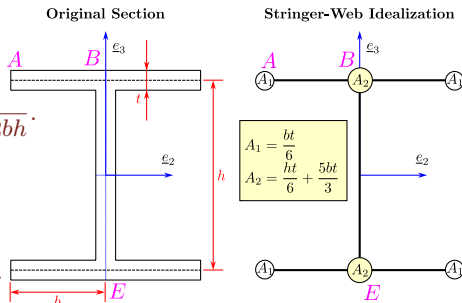 Original Section
Stringer-Web Idealization
A
B
e₃
t
2bh.
h
e₂
b
E
A
B
e₃
A₁
A₂
A₁
A₁ = bt/6
A₂ = ht/6 + 5bt/3
e₂
A₁
A₂
A₁
E